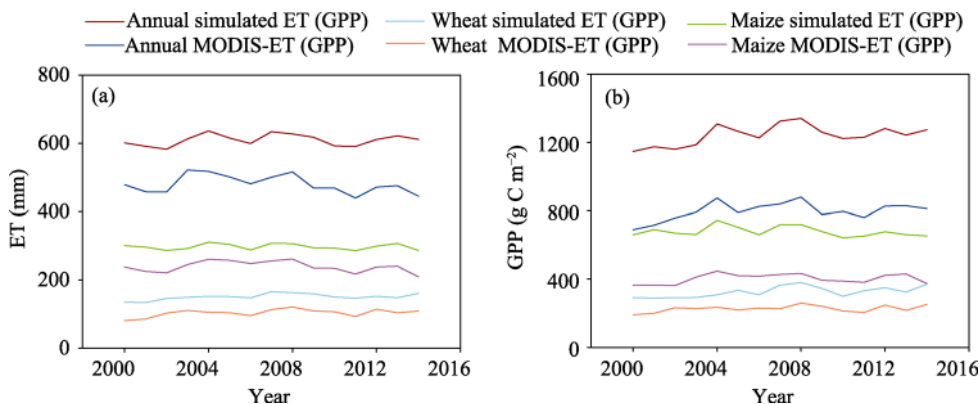 Annual simulated ET (GPP) Wheat simulated ET (GPP) Maize simulated ET (GPP)
Annual MODIS-ET (GPP) Wheat MODIS-ET (GPP) Maize MODIS-ET (GPP)
(a)
ET (mm)
800
600
400
200
0
2000 2004 2008 2012 2016
Year
(b)
GPP (g C m⁻²)
1600
1200
800
400
0
2000 2004 2008 2012 2016
Year